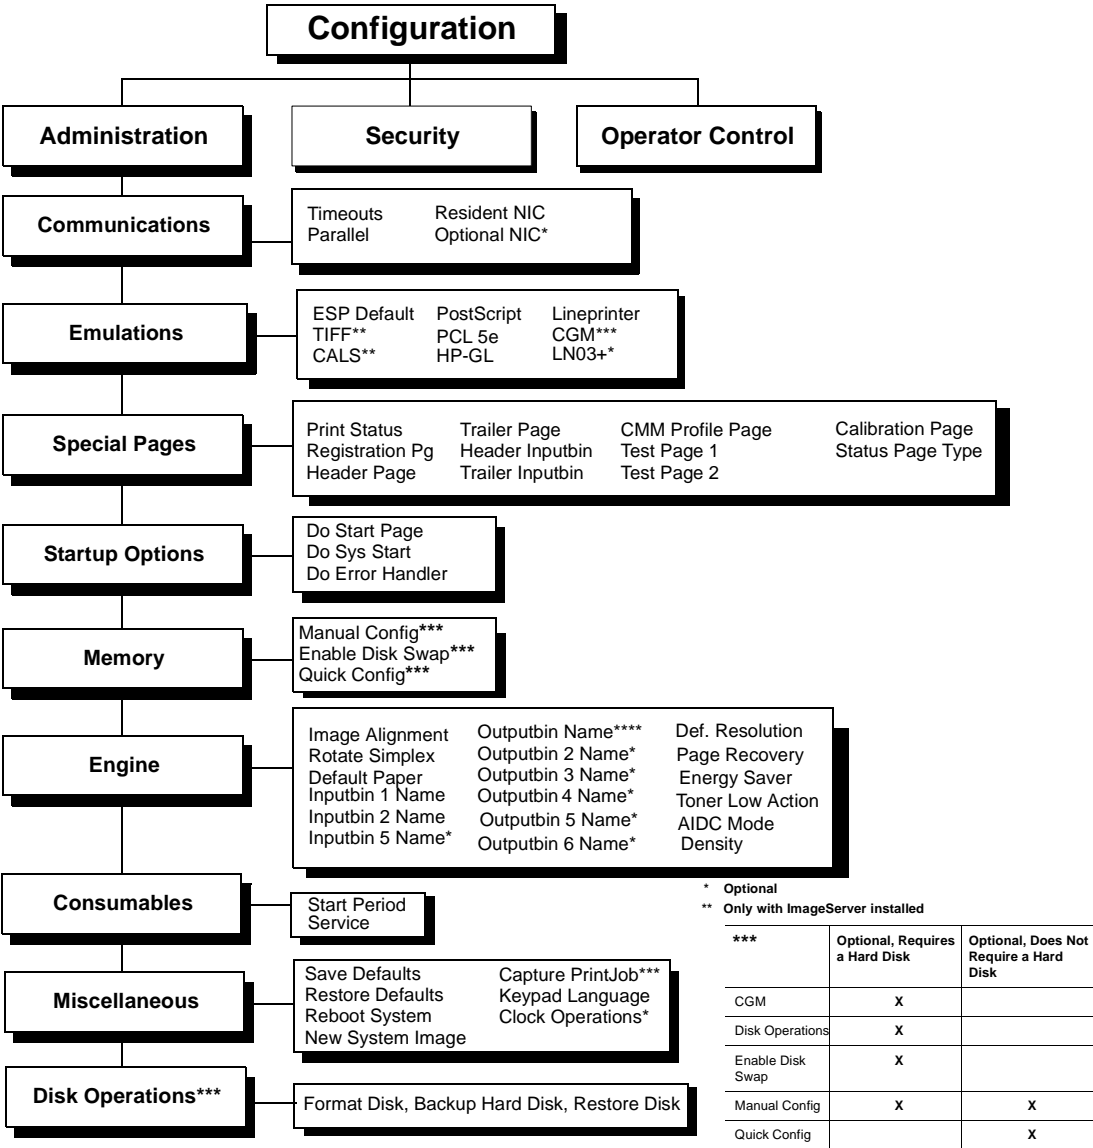 Configuration
Administration
Security
Operator Control
Communications
Timeouts
Parallel
Resident NIC
Optional NIC*
Emulations
ESP Default
TIFF**
CALS**
PostScript
PCL 5e
HP-GL
Lineprinter
CGM***
LN03+*
Special Pages
Print Status
Registration Pg
Header Page
Trailer Page
Header Inputbin
Trailer Inputbin
CMM Profile Page
Test Page 1
Test Page 2
Calibration Page
Status Page Type
Startup Options
Do Start Page
Do Sys Start
Do Error Handler
Memory
Manual Config***
Enable Disk Swap***
Quick Config***
Engine
Image Alignment
Rotate Simplex
Default Paper
Inputbin 1 Name
Inputbin 2 Name
Inputbin 5 Name*
Outputbin Name****
Outputbin 2 Name*
Outputbin 3 Name*
Outputbin 4 Name*
Outputbin 5 Name*
Outputbin 6 Name*
Def. Resolution
Page Recovery
Energy Saver
Toner Low Action
AIDC Mode
Density
Consumables
Start Period
Service
Miscellaneous
Save Defaults
Restore Defaults
Reboot System
New System Image
Capture PrintJob***
Keypad Language
Clock Operations*
Disk Operations***
Format Disk, Backup Hard Disk, Restore Disk
* Optional
** Only with ImageServer installed
***
Optional, Requires
a Hard Disk
Optional, Does Not
Require a Hard
Disk
CGM X
Disk Operations X
Enable Disk
Swap
X
Manual Config X X
Quick Config X